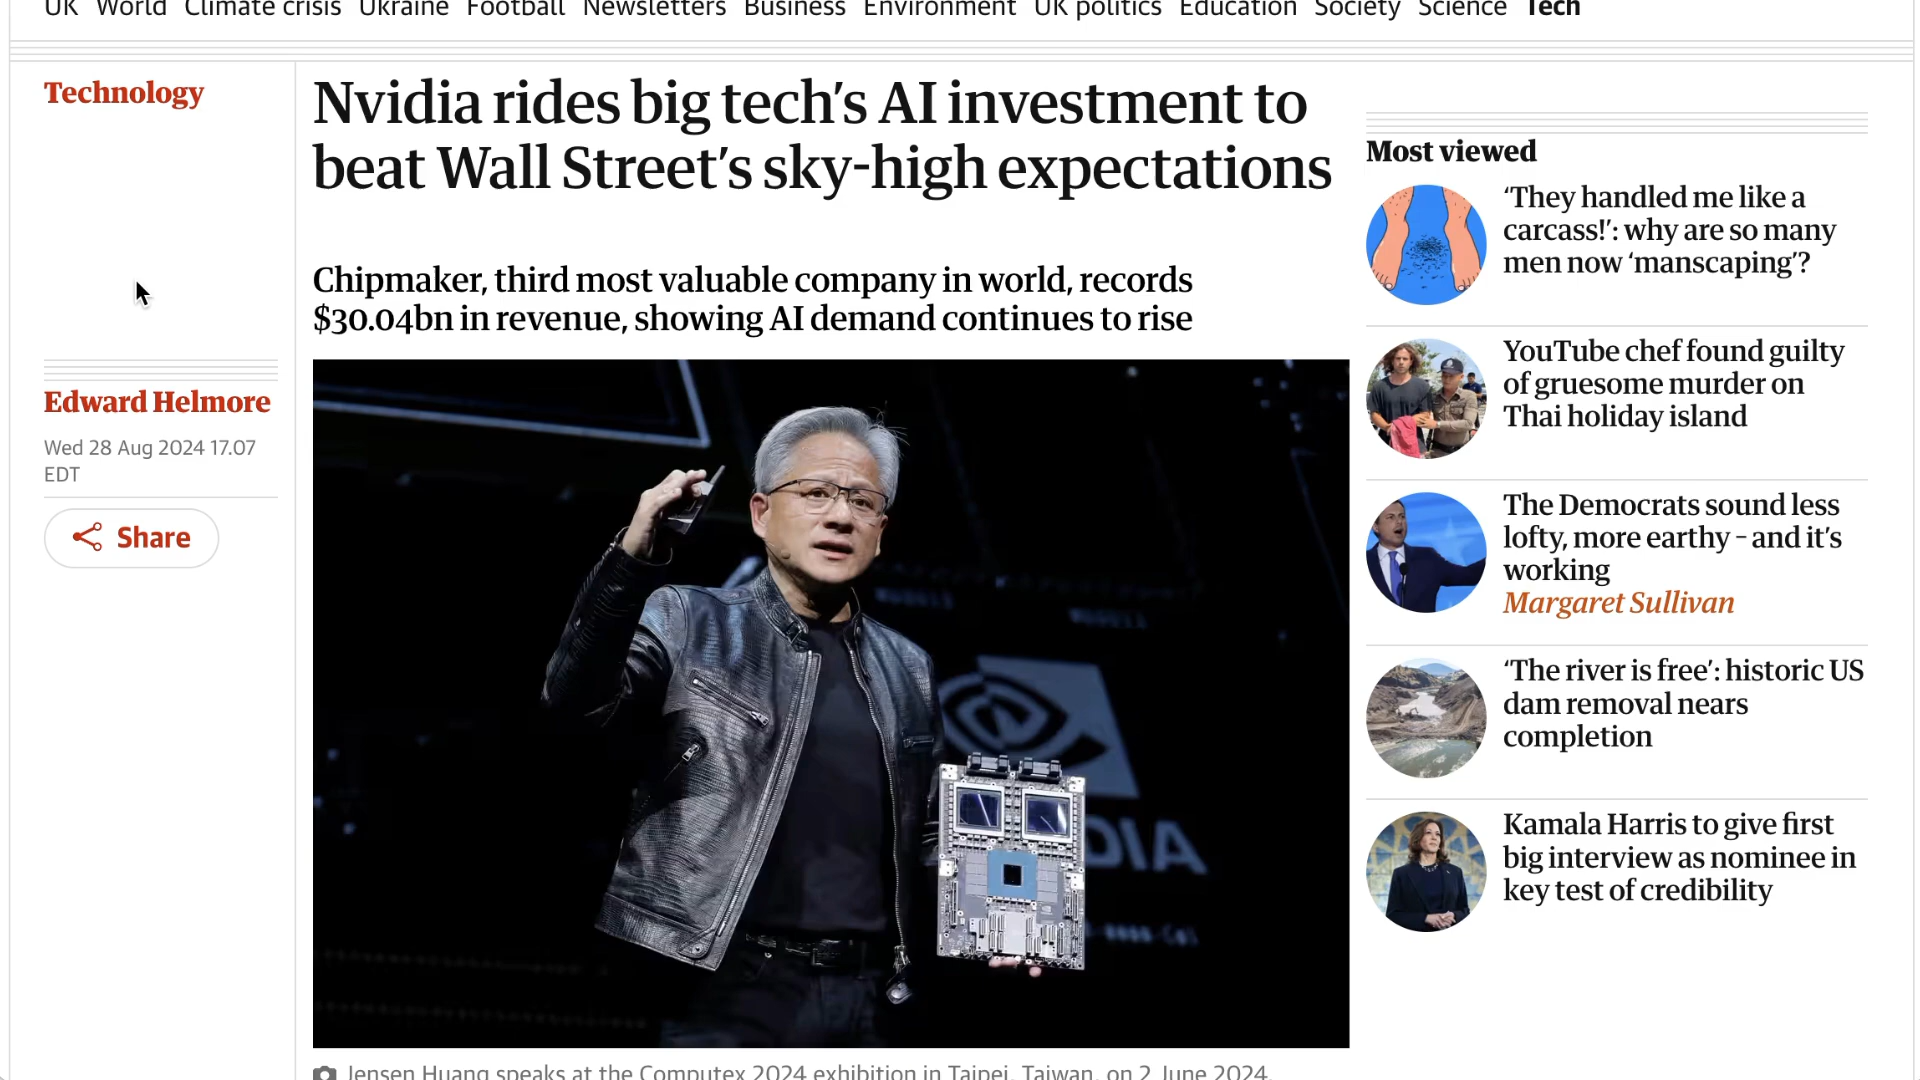 UK World Climate crisis Ukraine Football Newsletters Business Environment UK politics Education Society Science Tech
Technology
Nvidia rides big tech’s AI investment to
beat Wall Street’s sky-high expectations
Chipmaker, third most valuable company in world, records
$30.04bn in revenue, showing AI demand continues to rise
Edward Helmore
Wed 28 Aug 2024 17.07
EDT
Share
Jensen Huang speaks at the Computex 2024 exhibition in Taipei, Taiwan, on 2 June 2024.
Most viewed
‘They handled me like a
carcass!’: why are so many
men now ‘manscaping’?
YouTube chef found guilty
of gruesome murder on
Thai holiday island
The Democrats sound less
lofty, more earthy – and it’s
working
Margaret Sullivan
‘The river is free’: historic US
dam removal nears
completion
Kamala Harris to give first
big interview as nominee in
key test of credibility